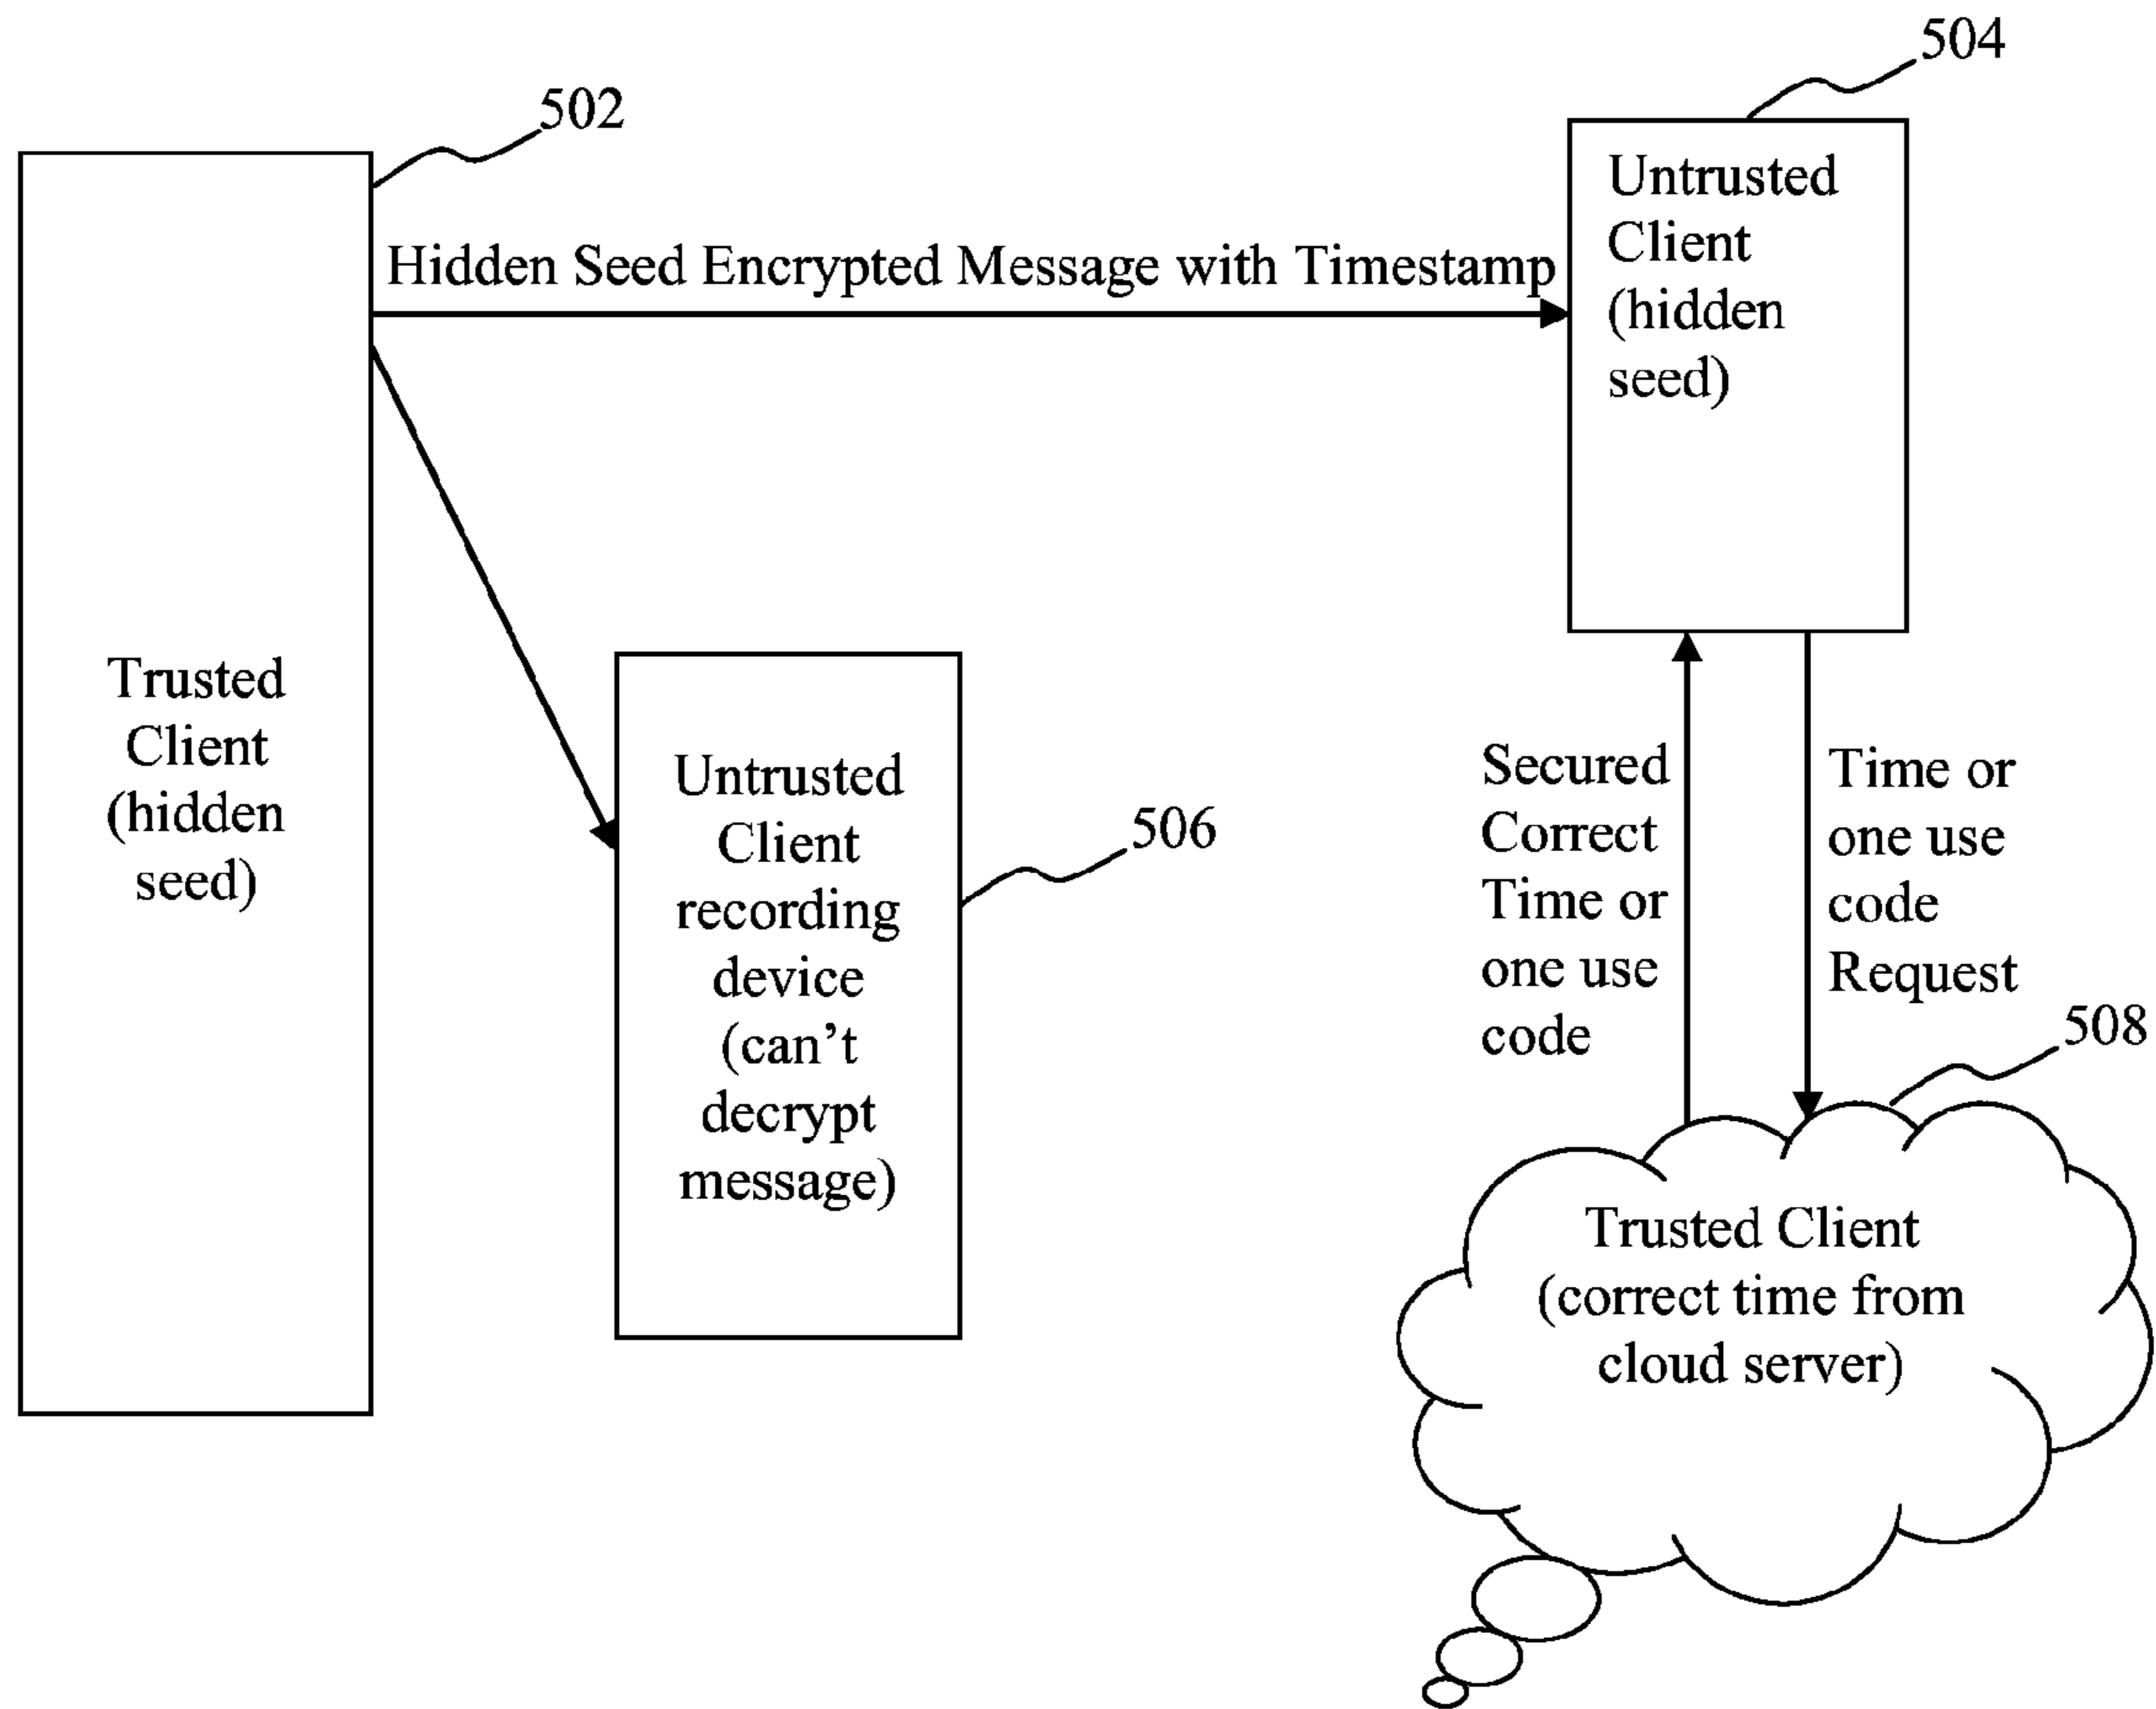 504
502
Untrusted
Client
(hidden
seed)
Hidden Seed Encrypted Message with Timestamp
Trusted
Client
(hidden
seed)
Untrusted
Client
recording
device
(can't
decrypt
message)
506
Secured
Correct
Time or
one use
code
Time or
one use
code
Request
508
Trusted Client
(correct time from
cloud server)